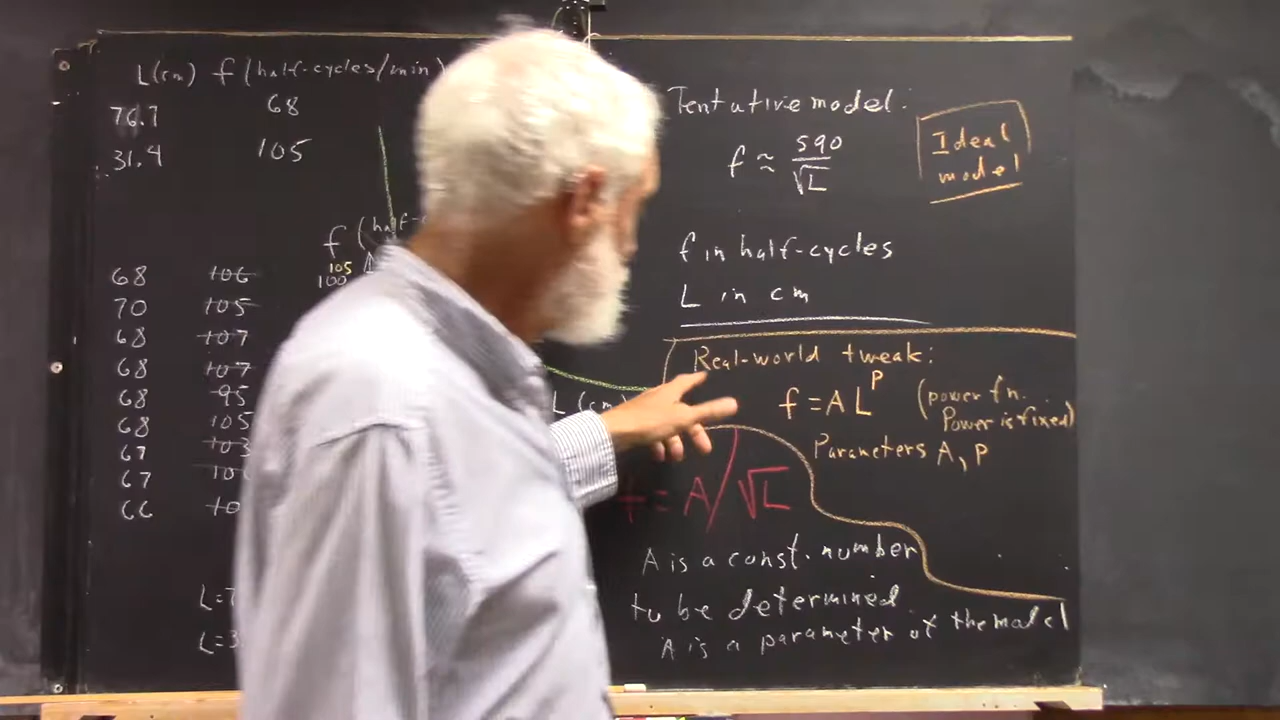 L(cm) f (half-cycles/min)
76.7 68
31.4 105
f (half-c
105
100
68 106
70 105
68 107
68 107
68 95
68 105
67 103
67
66
L=7
L=3
L (cm)
Tentative model:
f ≈ 590/√L
Ideal
model
f in half-cycles
L in cm
Real-world tweak:
f = A L^P (power fn.
Power is fixed)
Parameters A, P
f = A/√L
A is a const. number
to be determined.
A is a parameter of the model